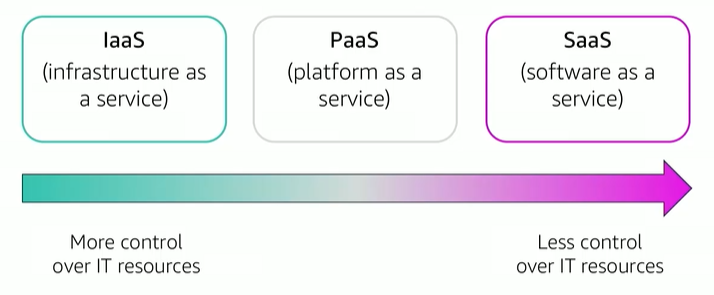 IaaS
(infrastructure as
a service)
PaaS
(platform as a
service)
SaaS
(software as a
service)
More control
over IT resources
Less control
over IT resources